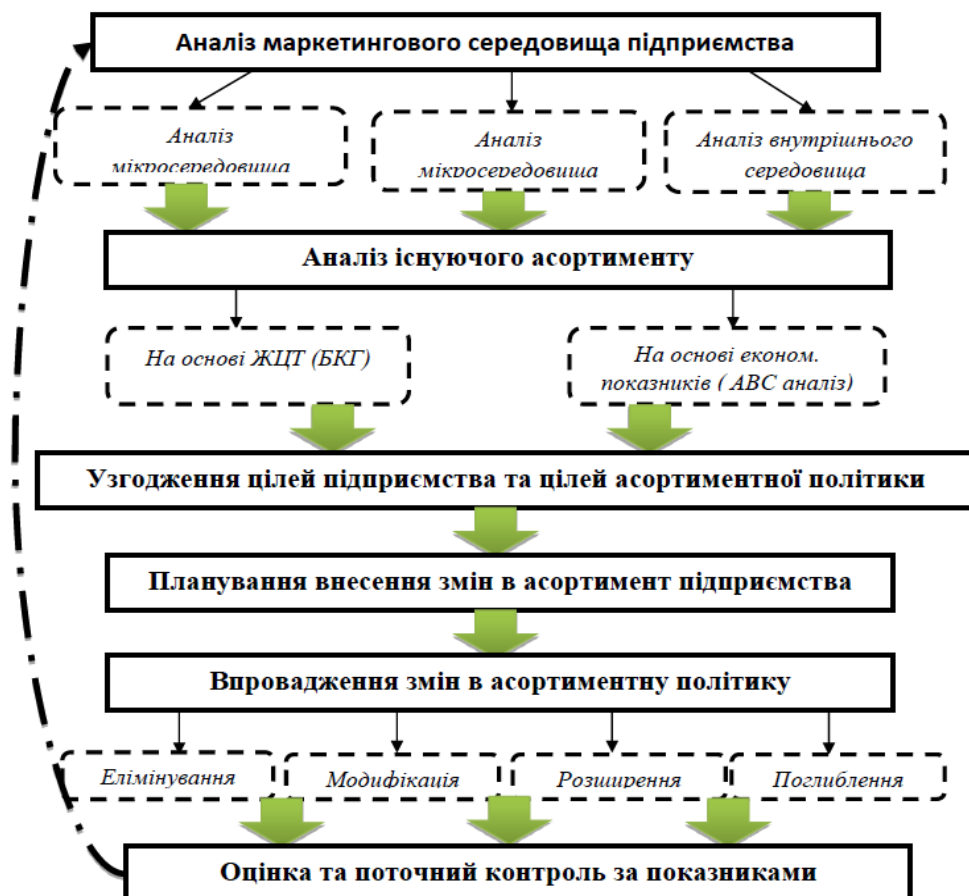 Аналіз маркетингового середовища підприємства
Аналіз
мікросередовища
Аналіз
мікросередовища
Аналіз внутрішнього
середовища
Аналіз існуючого асортименту
На основі ЖЦТ (БКГ)
На основі економ.
показників ( АВС аналіз)
Узгодження цілей підприємства та цілей асортиментної політики
Планування внесення змін в асортимент підприємства
Впровадження змін в асортиментну політику
Елімінування
Модифікація
Розширення
Поглиблення
Оцінка та поточний контроль за показниками